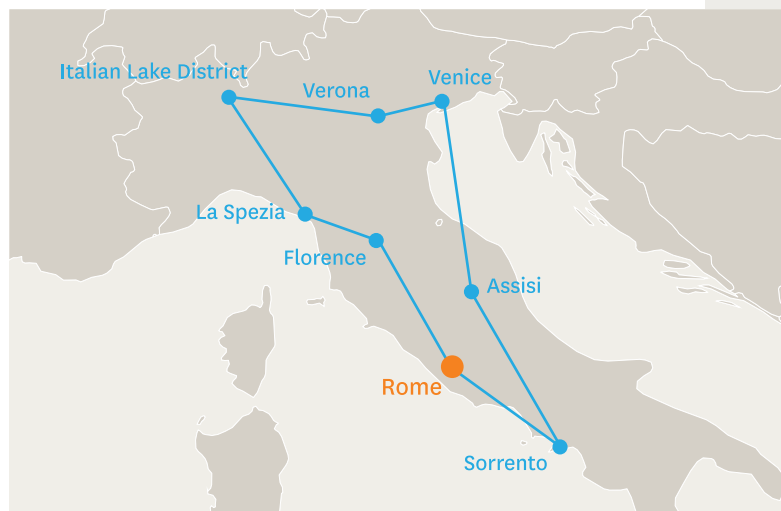 Italian Lake District
Verona
Venice
La Spezia
Florence
Assisi
Rome
Sorrento